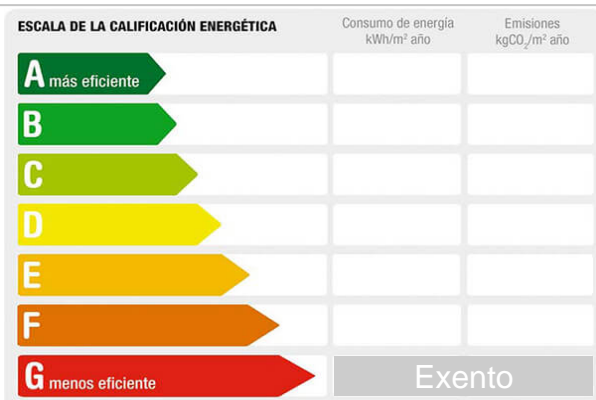 ESCALA DE LA CALIFICACIÓN ENERGÉTICA
Consumo de energía
kWh/m² año
Emisiones
kgCO₂/m² año
A más eficiente
B
C
D
E
F
G menos eficiente
Exento